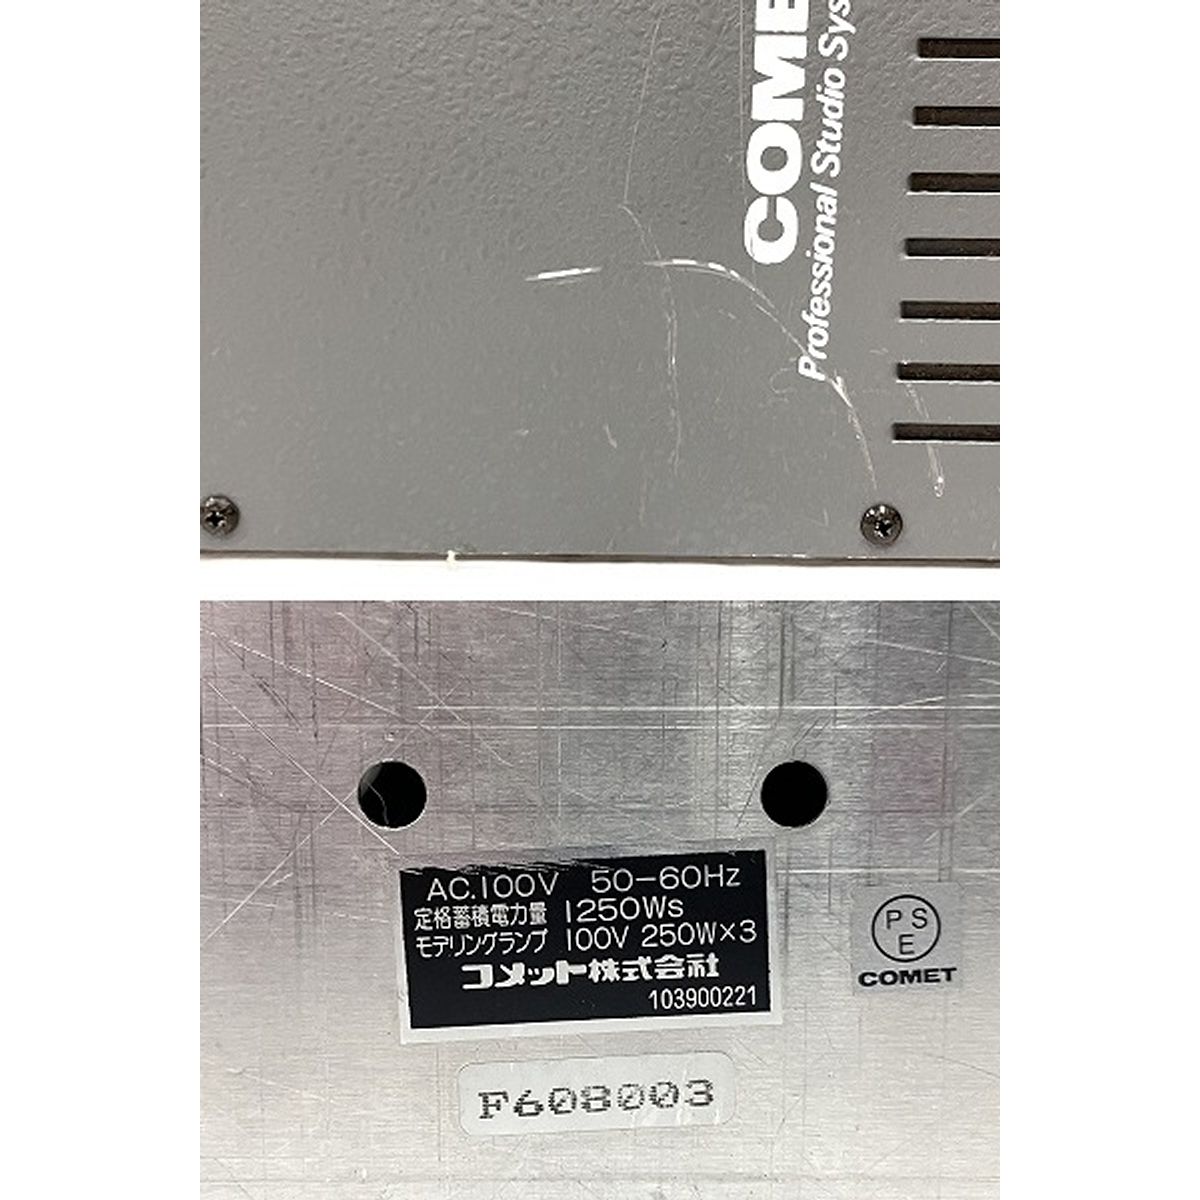 COME
Professional Studio Sys
AC.100V 50-60Hz
定格蓄積電力量 1250Ws
モデリングランプ 100V 250W×3
コメット株式会社
103900221
PS
E
COMET
F608003